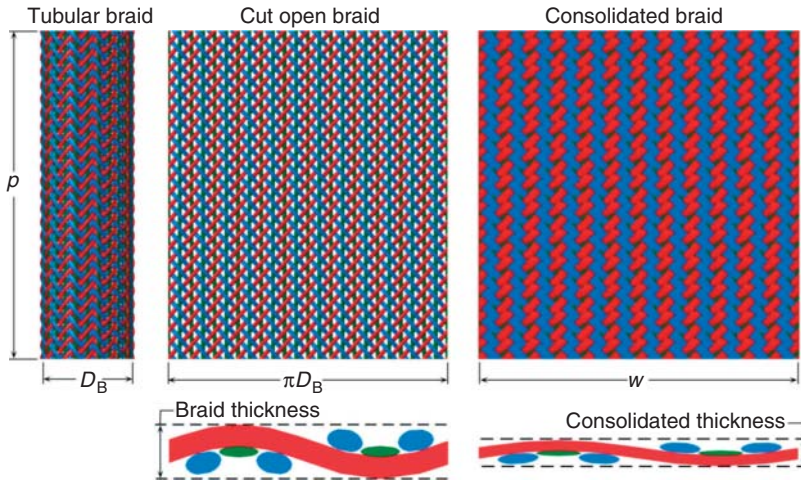 Tubular braid
Cut open braid
Consolidated braid
p
D_B
πD_B
w
Braid thickness
Consolidated thickness